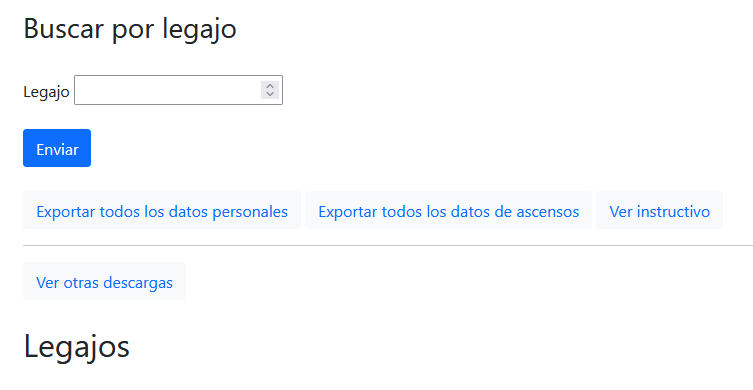 Buscar por legajo
Legajo
Enviar
Exportar todos los datos personales Exportar todos los datos de ascensos Ver instructivo
Ver otras descargas
Legajos